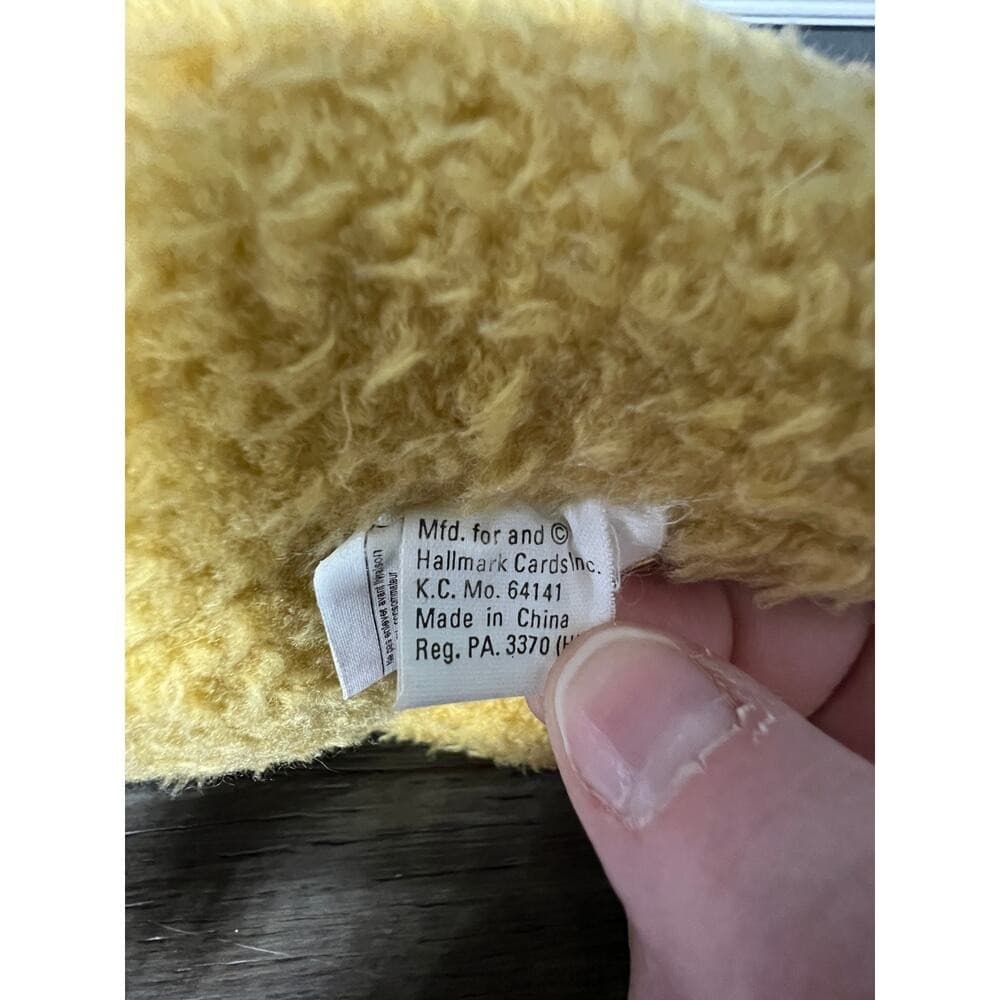 Mfd. for and ©
Hallmark Cards Inc.
K.C. Mo. 64141
Made in China
Reg. PA. 3370 (H